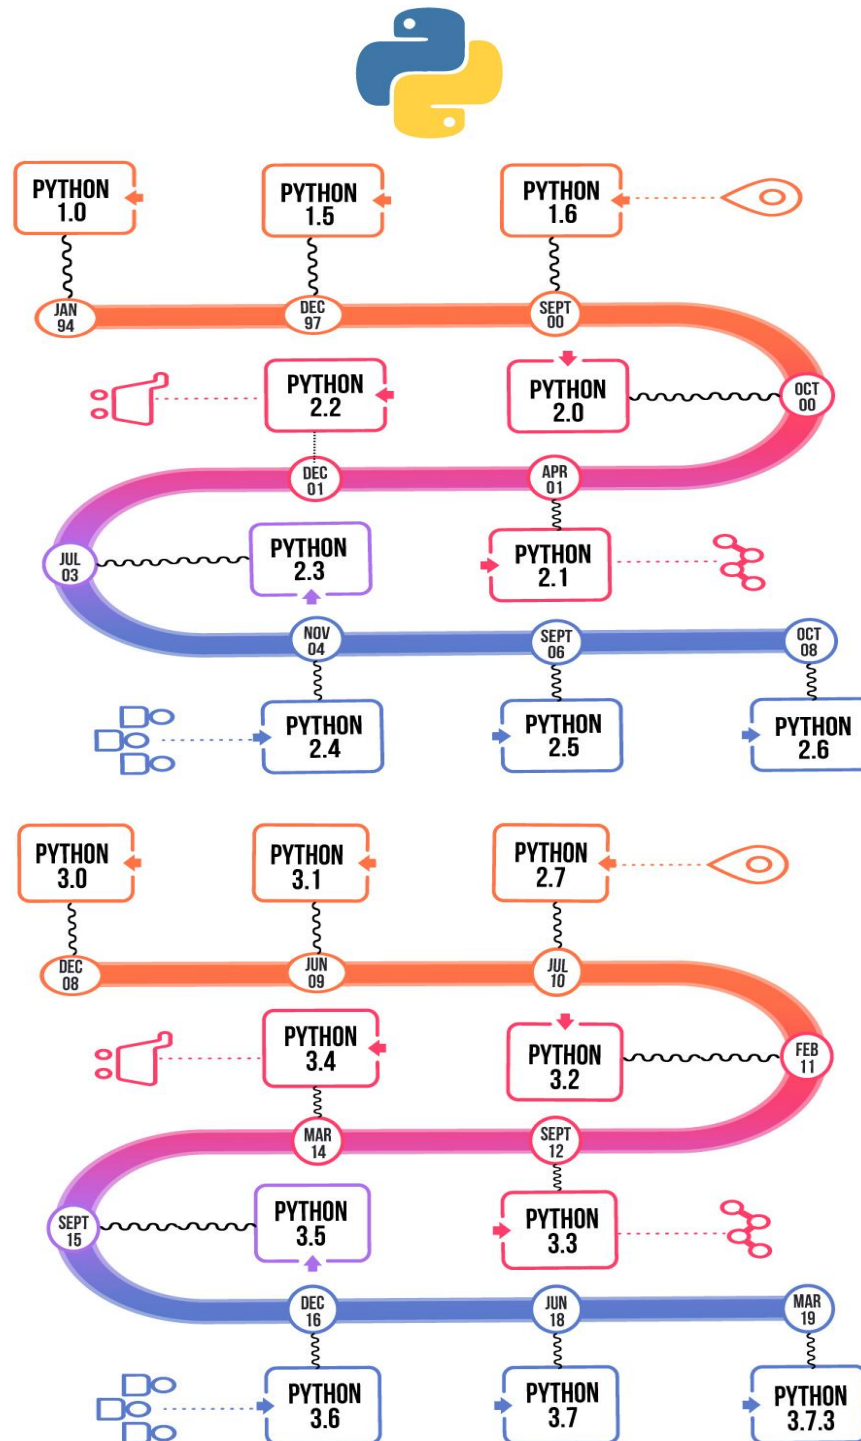 PYTHON
1.0
PYTHON
1.5
PYTHON
1.6
JAN
94
DEC
97
SEPT
00
PYTHON
2.2
PYTHON
2.0
OCT
00
DEC
01
APR
01
JUL
03
PYTHON
2.3
PYTHON
2.1
NOV
04
SEPT
06
OCT
08
PYTHON
2.4
PYTHON
2.5
PYTHON
2.6
PYTHON
3.0
PYTHON
3.1
PYTHON
2.7
DEC
08
JUN
09
JUL
10
PYTHON
3.4
PYTHON
3.2
FEB
11
MAR
14
SEPT
12
SEPT
15
PYTHON
3.5
PYTHON
3.3
DEC
16
JUN
18
MAR
19
PYTHON
3.6
PYTHON
3.7
PYTHON
3.7.3